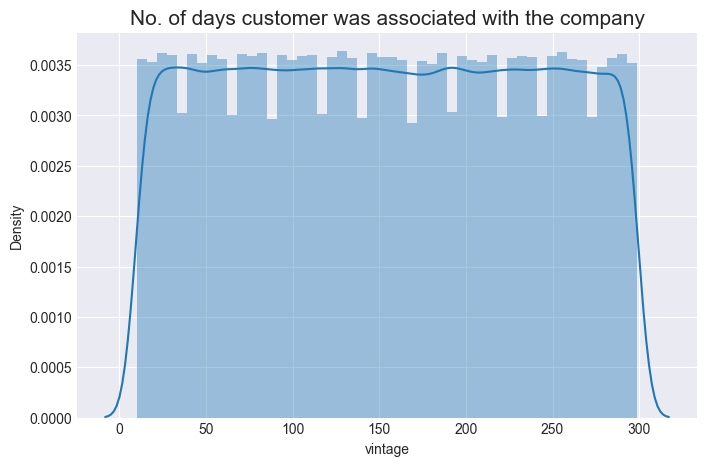 No. of days customer was associated with the company
0.0035
0.0030
0.0025
0.0020
0.0015
0.0010
0.0005
0.0000
Density
0 50 100 150 200 250 300
vintage